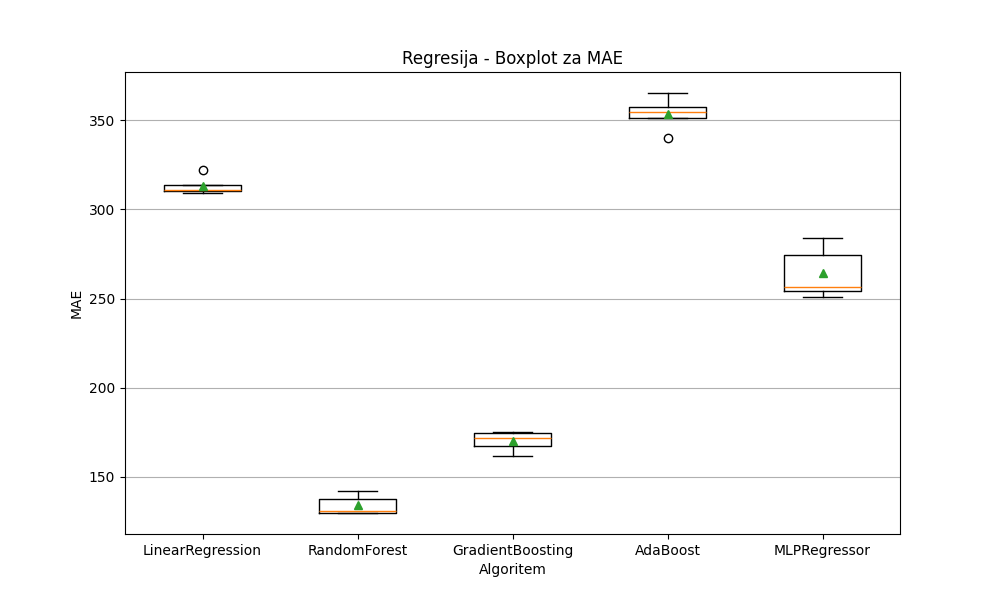 Regresija - Boxplot za MAE
MAE
350
300
250
200
150
LinearRegression RandomForest GradientBoosting AdaBoost MLPRegressor
Algoritem